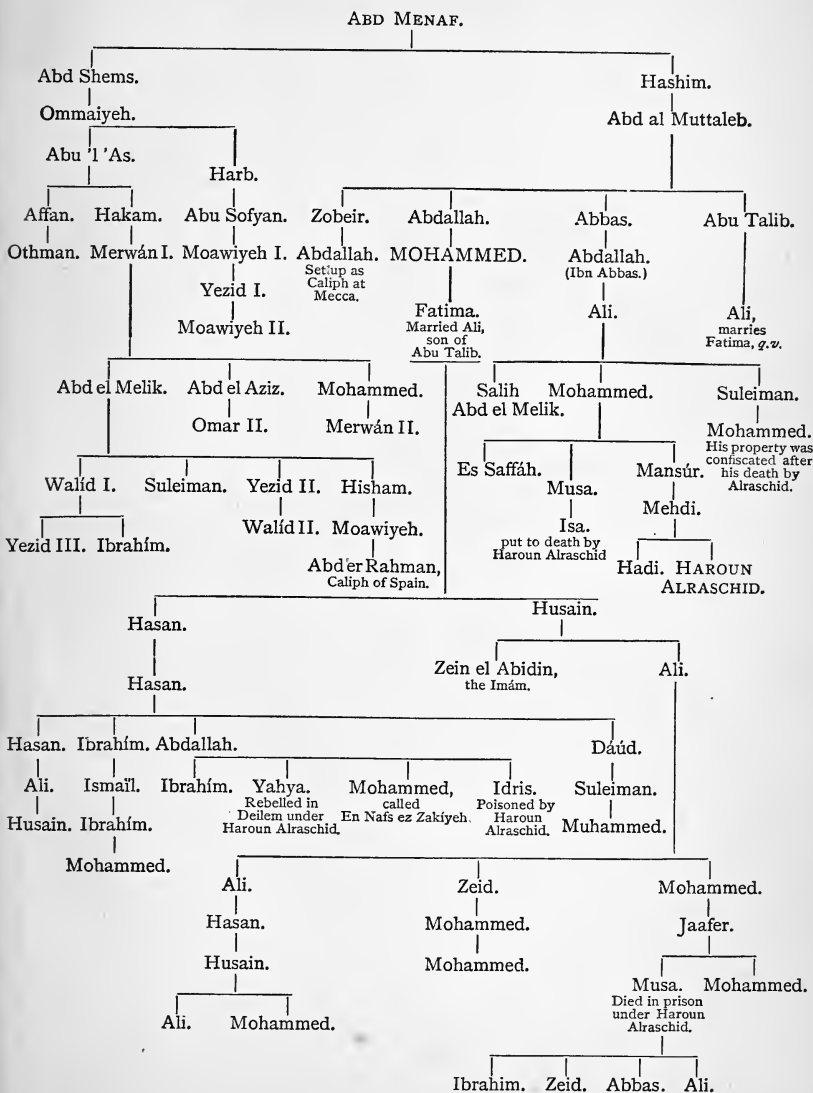 ABD MENAF.
Abd Shems.
Hashim.
Ommaiyeh.
Abd al Muttaleb.
Abu 'l 'As.
Harb.
Affan. Hakam. Abu Sofyan. Zobeir. Abdallah. Abbas. Abu Talib.
Othman. Merwán I. Moawiyeh I. Abdallah. MOHAMMED. Abdallah.
Set up as
Caliph at
Mecca.
(Ibn Abbas.)
Yezid I.
Moawiyeh II.
Fatima.
Married Ali,
son of
Abu Talib.
Ali.
Ali,
marries
Fatima, q.v.
Abd el Melik. Abd el Aziz. Mohammed.
Salih Mohammed. Suleiman.
Abd el Melik.
Omar II. Merwán II.
Mohammed.
His property was
confiscated after
his death by
Alraschid.
Es Saffáh. Musa. Mansúr.
Walíd I. Suleiman. Yezid II. Hisham.
Isa.
put to death by
Haroun Alraschid
Mehdi.
Walíd II. Moawiyeh.
Yezid III. Ibrahím.
Abd er Rahman,
Caliph of Spain.
Hadi. HAROUN
ALRASCHID.
Hasan. Husain.
Hasan.
Zein el Abidin,
the Imám.
Ali.
Hasan. Ibrahím. Abdallah. Dáúd.
Ali. Ismaïl. Ibrahím. Yahya. Mohammed, Idris. Suleiman.
Rebelled in
Deilem under
Haroun Alraschid.
called
En Nafs ez Zakíyeh.
Poisoned by
Haroun
Alraschid.
Husain. Ibrahím. Muhammed.
Mohammed.
Ali. Zeid. Mohammed.
Hasan. Mohammed. Jaafer.
Husain. Mohammed.
Musa. Mohammed.
Died in prison
under Haroun
Alraschid.
Ali. Mohammed.
Ibrahim. Zeid. Abbas. Ali.